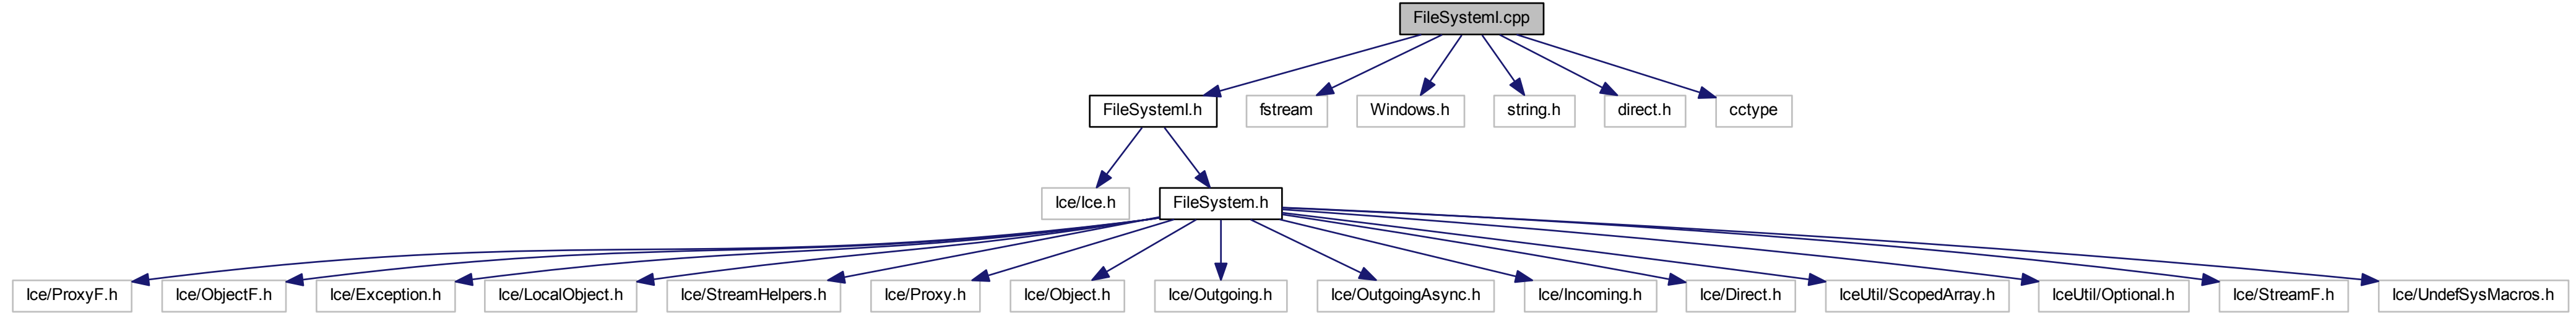 FileSystemI.cpp
FileSystemI.h
fstream
Windows.h
string.h
direct.h
cctype
Ice/Ice.h
FileSystem.h
Ice/ProxyF.h
Ice/ObjectF.h
Ice/Exception.h
Ice/LocalObject.h
Ice/StreamHelpers.h
Ice/Proxy.h
Ice/Object.h
Ice/Outgoing.h
Ice/OutgoingAsync.h
Ice/Incoming.h
Ice/Direct.h
IceUtil/ScopedArray.h
IceUtil/Optional.h
Ice/StreamF.h
Ice/UndefSysMacros.h